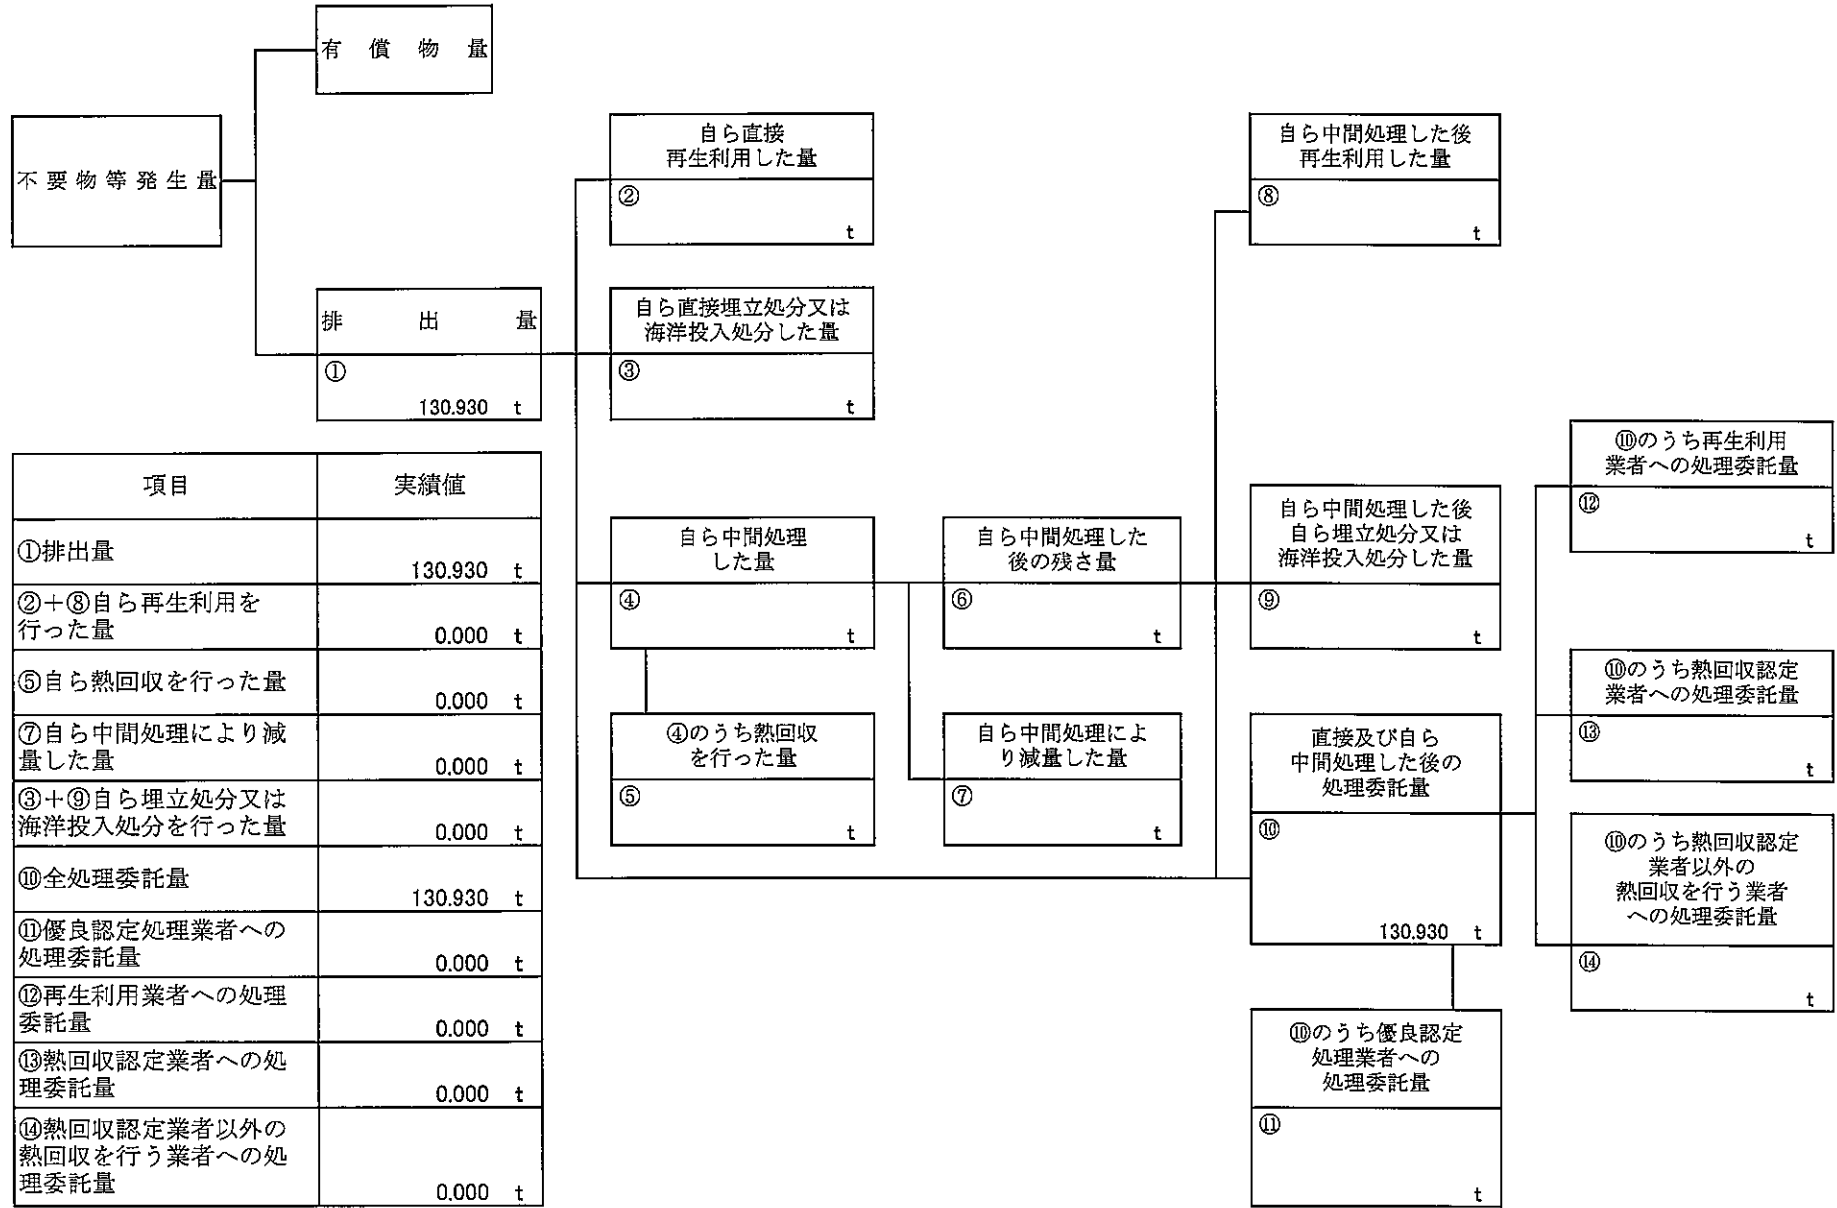 有償物量
不要物等発生量
自ら直接
再生利用した量
②
t
自ら中間処理した後
再生利用した量
⑧
t
排出量
①
130.930 t
自ら直接埋立処分又は
海洋投入処分した量
③
t
自ら中間処理
した量
④
t
自ら中間処理した
後の残さ量
⑥
t
自ら中間処理した後
自ら埋立処分又は
海洋投入処分した量
⑨
t
④のうち熱回収
を行った量
⑤
t
自ら中間処理によ
り減量した量
⑦
t
直接及び自ら
中間処理した後の
処理委託量
⑩
130.930 t
⑩のうち優良認定
処理業者への
処理委託量
⑪
t
⑩のうち再生利用
業者への処理委託量
⑫
t
⑩のうち熱回収認定
業者への処理委託量
⑬
t
⑩のうち熱回収認定
業者以外の
熱回収を行う業者
への処理委託量
⑭
t
項目 実績値
①排出量
130.930 t
②+⑧自ら再生利用を
行った量
0.000 t
⑤自ら熱回収を行った量
0.000 t
⑦自ら中間処理により減
量した量
0.000 t
③+⑨自ら埋立処分又は
海洋投入処分を行った量
0.000 t
⑩全処理委託量
130.930 t
⑪優良認定処理業者への
処理委託量
0.000 t
⑫再生利用業者への処理
委託量
0.000 t
⑬熱回収認定業者への処
理委託量
0.000 t
⑭熱回収認定業者以外の
熱回収を行う業者への処
理委託量
0.000 t